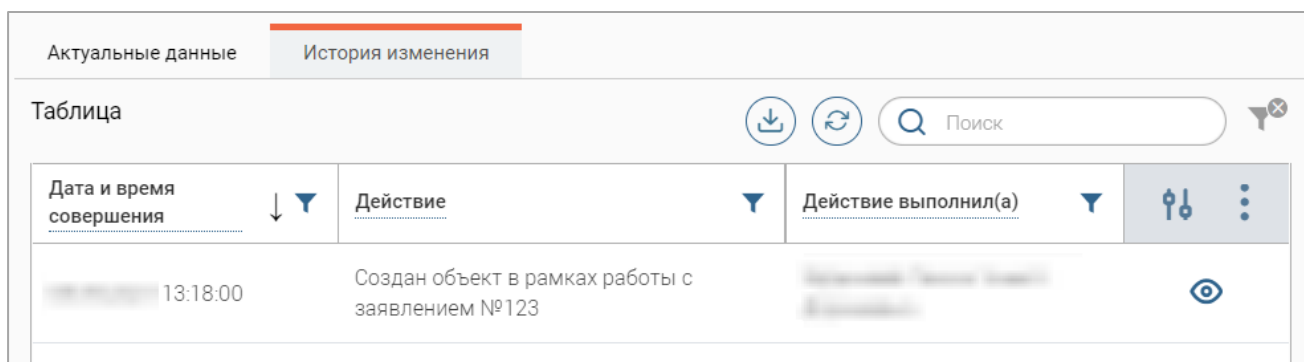 Актуальные данные
История изменения
Таблица
Поиск
Дата и время
совершения
Действие
Действие выполнил(а)
13:18:00
Создан объект в рамках работы с
заявлением №123